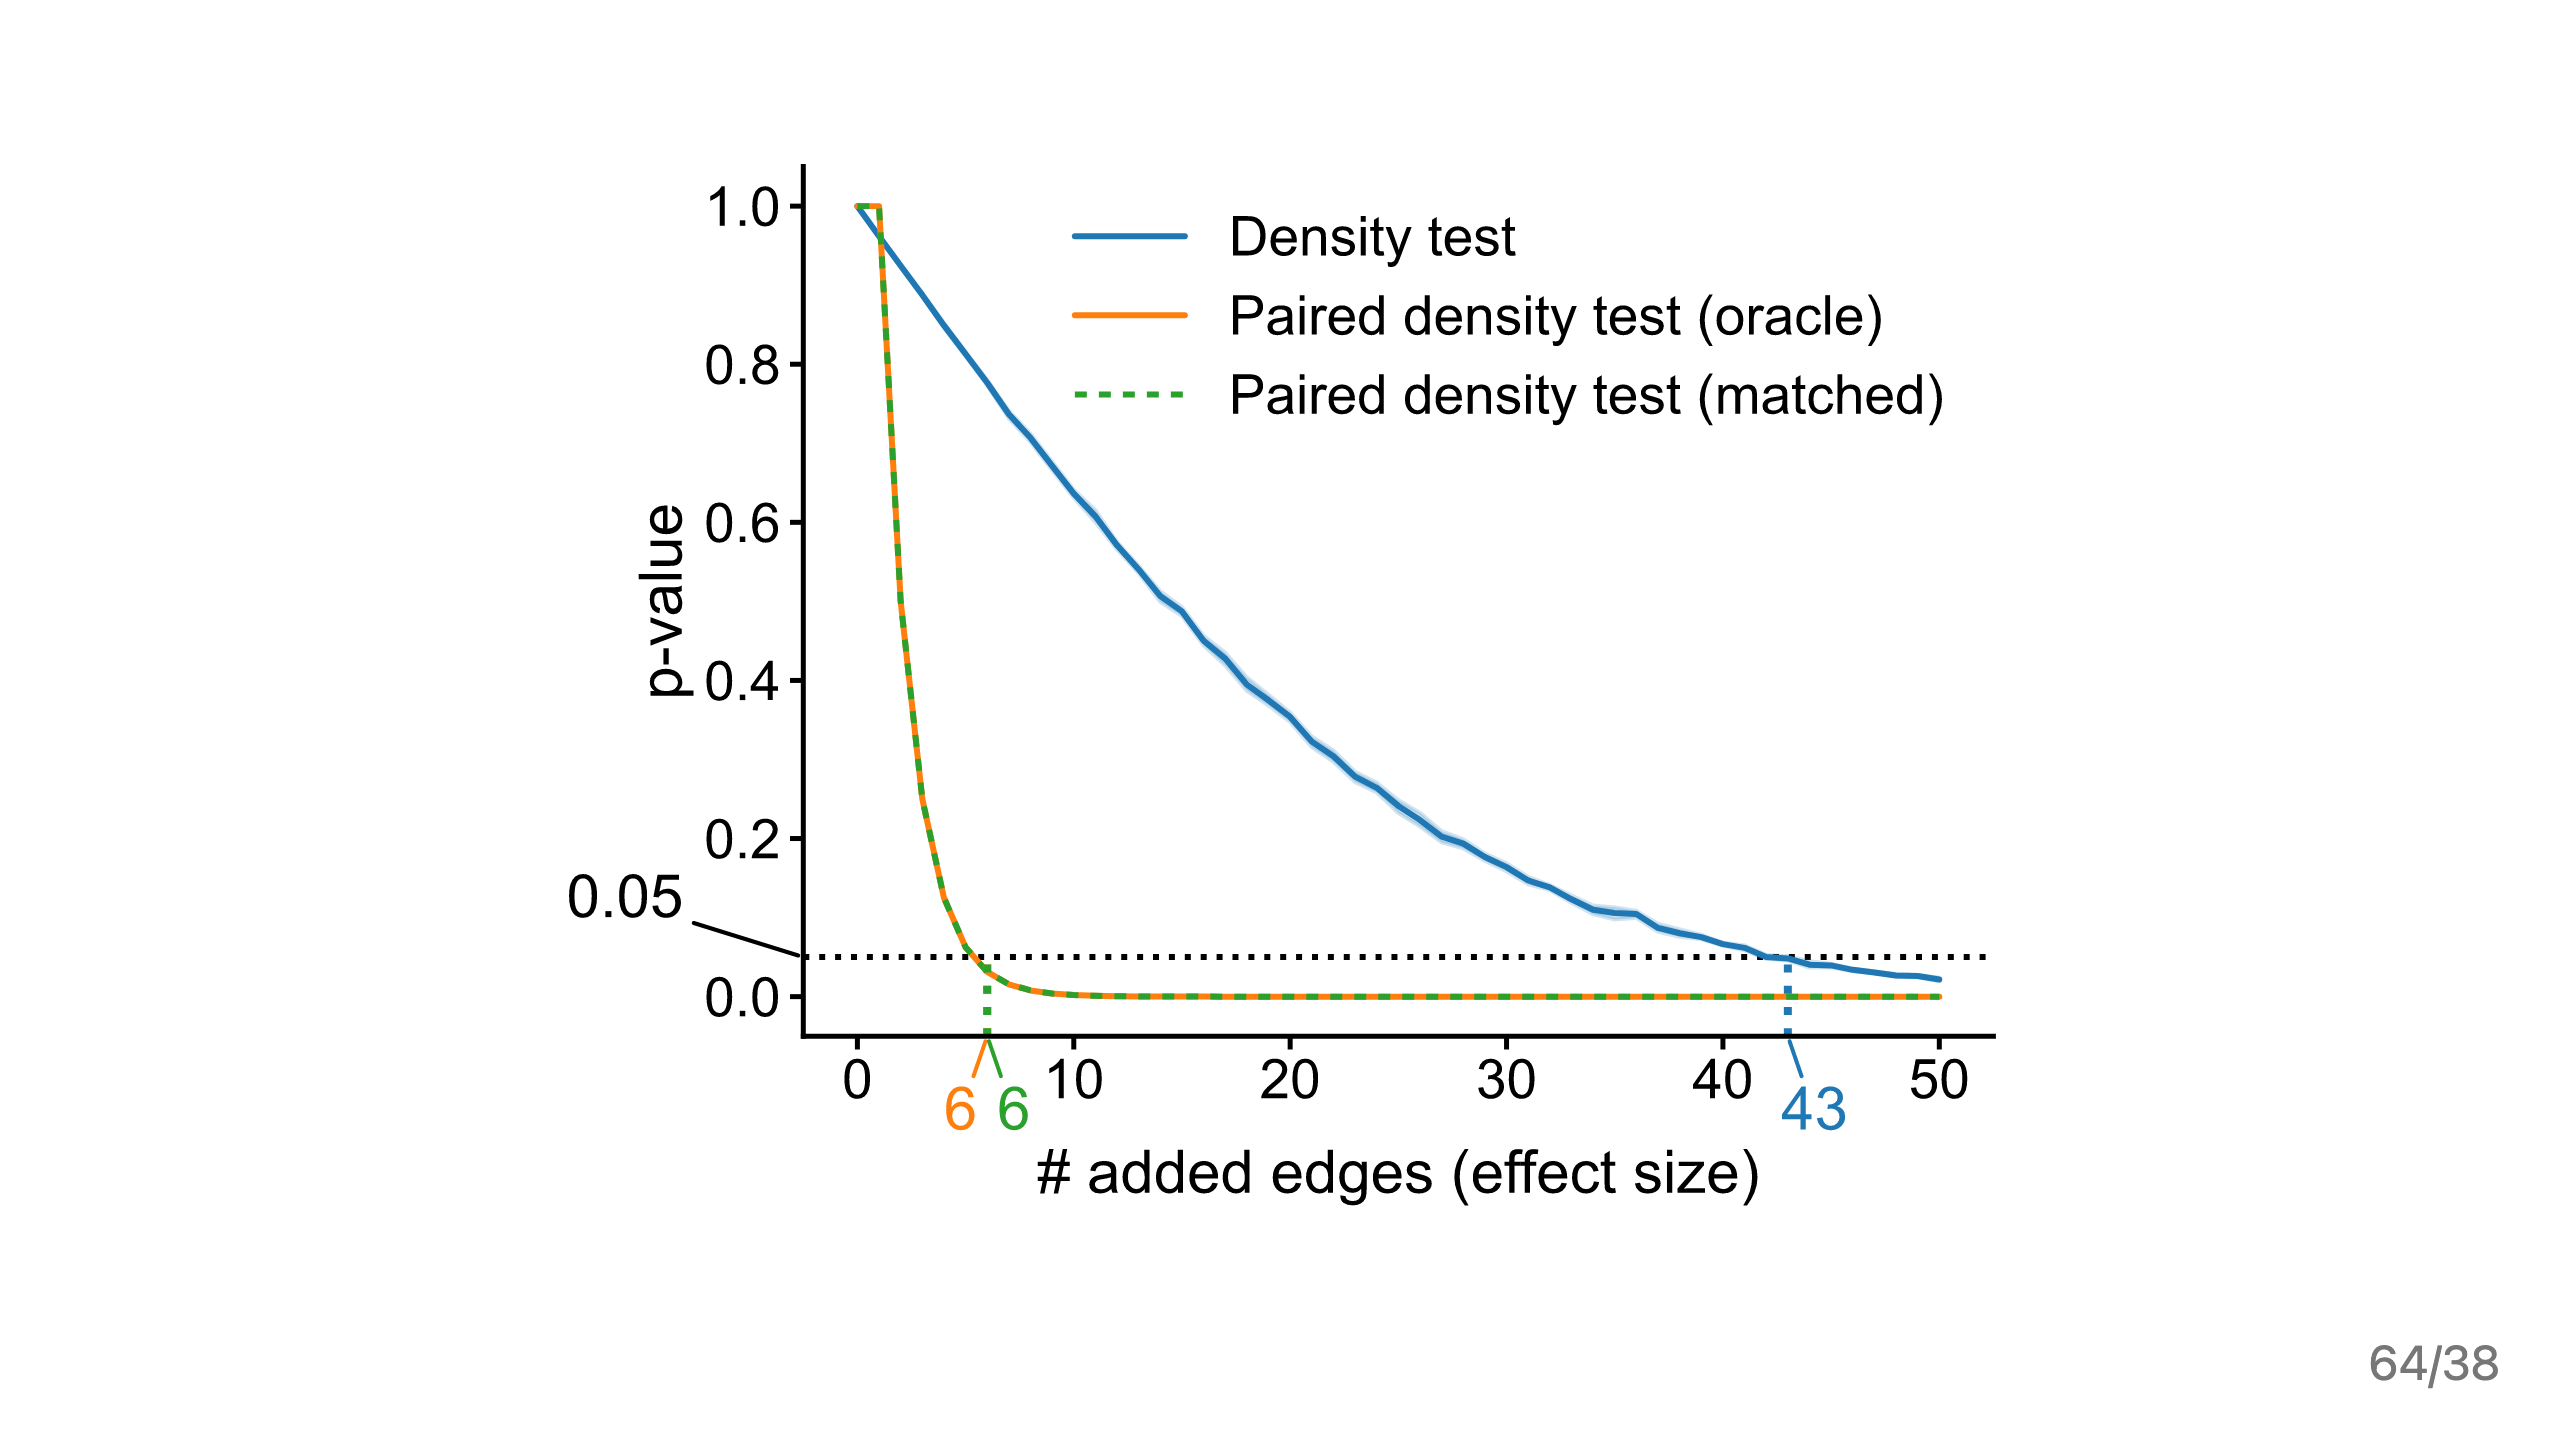 1.0
0.8
0.6
0.4
0.2
0.0
0.05
p-value
Density test
Paired density test (oracle)
Paired density test (matched)
0 10 20 30 40 50
6 6 43
# added edges (effect size)
64/38